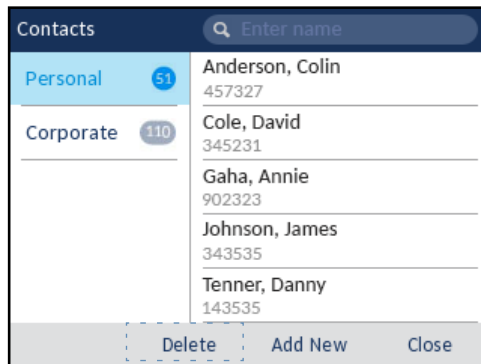 Contacts
Enter name
Personal 51
Corporate 110
Anderson, Colin
457327
Cole, David
345231
Gaha, Annie
902323
Johnson, James
343535
Tenner, Danny
143535
Delete Add New Close